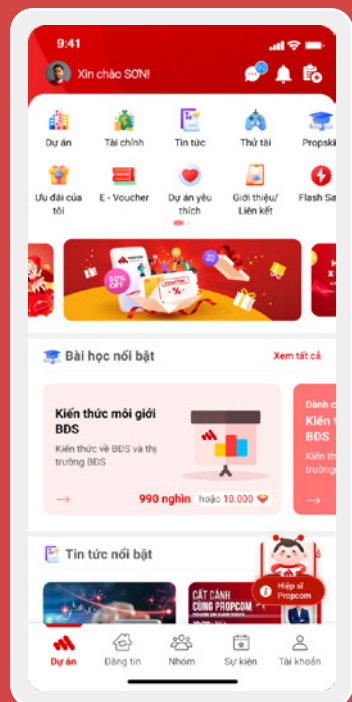 9:41
Xin chào SƠN!
Dự án
Tài chính
Tin tức
Thử tài
Propski
Ưu đãi của
tôi
E - Voucher
Dự án yêu
thích
Giới thiệu/
Liên kết
Flash Sa
50%
OFF
VOUCHER
- % -
Bài học nổi bật
Xem tất cả
Kiến thức môi giới
BĐS
Kiến thức về BĐS và thị
trường BĐS
990 nghìn
hoặc 10.000
Dành c
Kiến t
BĐS
Kiến th
trường
Tin tức nổi bật
Hiệp sĩ
Propcom
CẤT CÁNH
CÙNG PROPCOM
Dự án
Đăng tin
Nhóm
Sự kiện
Tài khoản